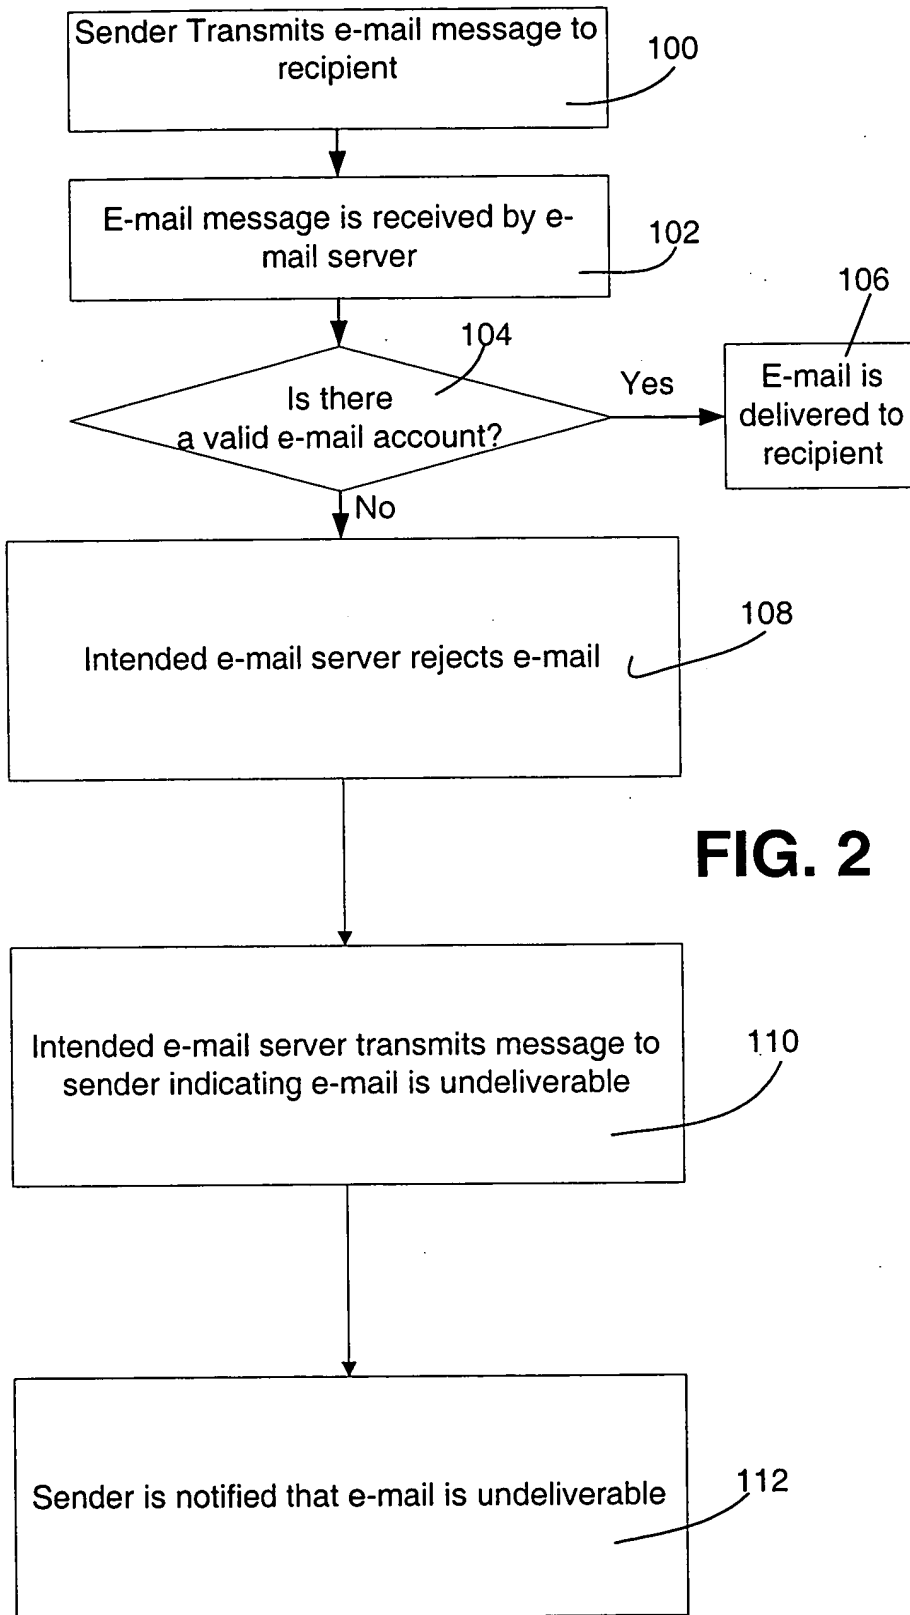 Sender Transmits e-mail message to
recipient
100
E-mail message is received by e-
mail server
102
104
Is there
a valid e-mail account?
Yes
106
E-mail is
delivered to
recipient
No
108
Intended e-mail server rejects e-mail
FIG. 2
Intended e-mail server transmits message to
sender indicating e-mail is undeliverable
110
Sender is notified that e-mail is undeliverable
112